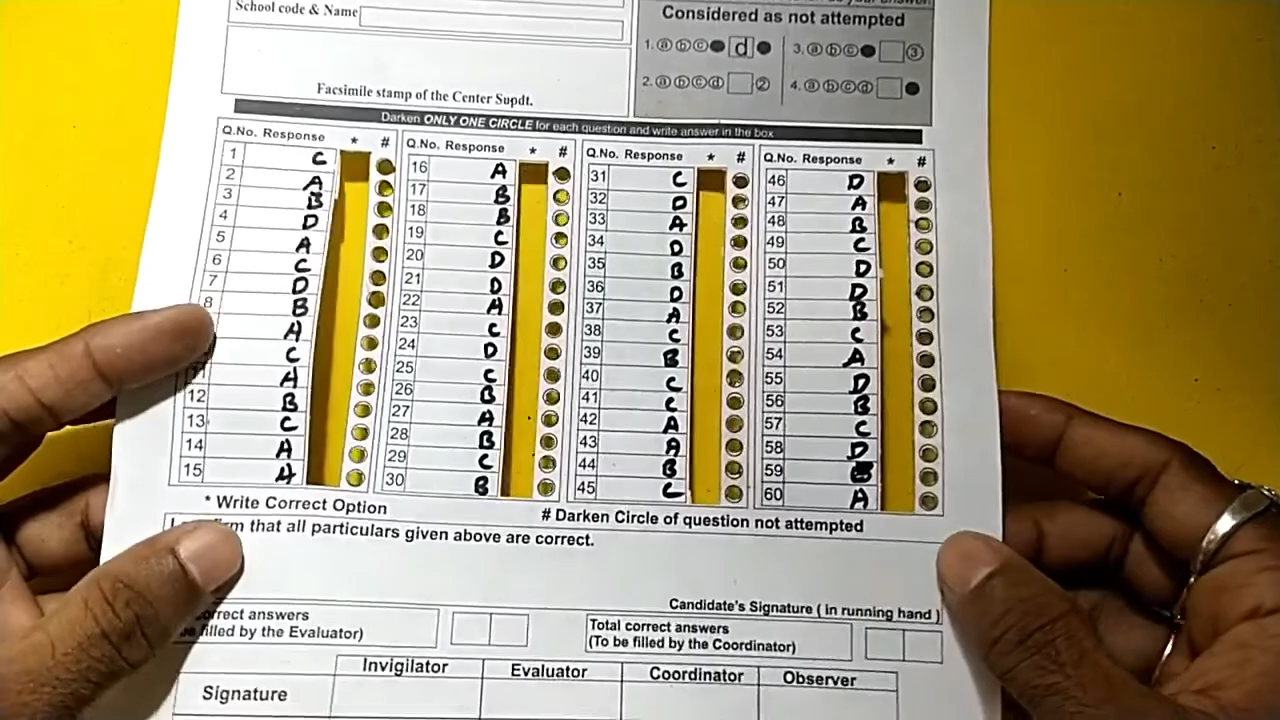 School code & Name
Considered as not attempted
1. ⓐ ⓑ ⓒ ● d ●
3. ⓐ ⓑ ⓒ ● ③
2. ⓐ ⓑ ⓒ ⓓ ②
4. ⓐ ⓑ ⓒ ⓓ ●
Facsimile stamp of the Center Supdt.
Darken ONLY ONE CIRCLE for each question and write answer in the box
Q.No. Response * #
1 C
2 A
3 B
4 D
5 A
6 C
7 D
8 B
A
C
11 A
12 B
13 C
14 A
15 A
Q.No. Response * #
16 A
17 B
18 B
19 C
20 D
21 D
22 A
23 C
24 D
25 C
26 B
27 A
28 B
29 C
30 B
Q.No. Response * #
31 C
32 D
33 A
34 D
35 B
36 D
37 A
38 C
39 B
40 C
41 C
42 A
43 A
44 B
45 C
Q.No. Response * #
46 D
47 A
48 B
49 C
50 D
51 D
52 B
53 C
54 A
55 D
56 B
57 C
58 D
59
60 A
* Write Correct Option
# Darken Circle of question not attempted
that all particulars given above are correct.
Candidate's Signature ( in running hand )
answers
filled by the Evaluator)
Total correct answers
(To be filled by the Coordinator)
Invigilator Evaluator Coordinator Observer
Signature